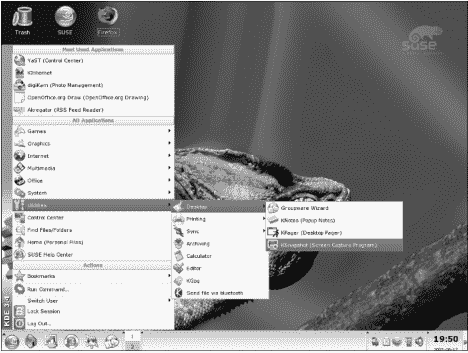 Trash
SUSE
Firefox
SUSE
Most Used Applications
YaST (Control Center)
KInternet
digiKam (Photo Management)
OpenOffice.org Draw (OpenOffice.org Drawing)
Akregator (RSS Feed Reader)
All Applications
Games
Graphics
Internet
Multimedia
Office
System
Utilities
Control Center
Find Files/Folders
Home (Personal Files)
SUSE Help Center
Actions
Bookmarks
Run Command...
Switch User
Lock Session
Log Out...
KDE 3.4
Desktop
Printing
Sync
Archiving
Calculator
Editor
KGpg
Send file via bluetooth
Groupware Wizard
KNotes (Popup Notes)
KPager (Desktop Pager)
KSnapshot (Screen Capture Program)
1
2
19:50